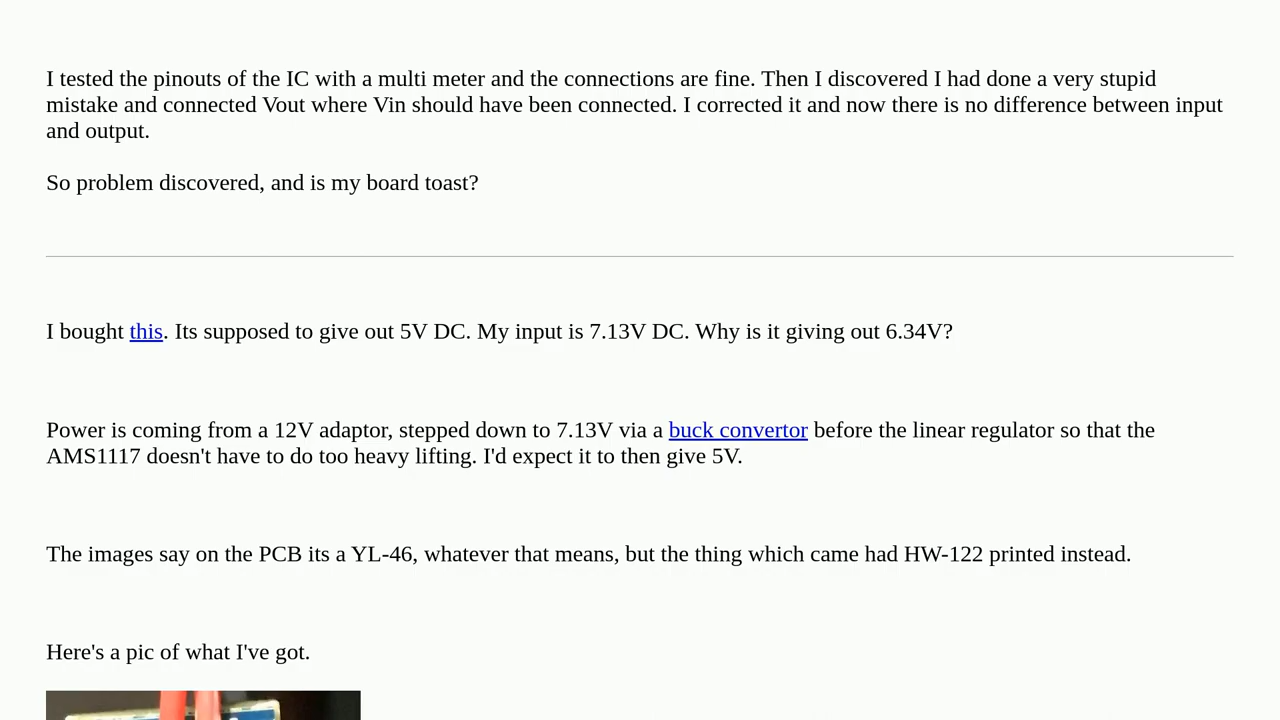 I tested the pinouts of the IC with a multi meter and the connections are fine. Then I discovered I had done a very stupid
mistake and connected Vout where Vin should have been connected. I corrected it and now there is no difference between input
and output.
So problem discovered, and is my board toast?
I bought this. Its supposed to give out 5V DC. My input is 7.13V DC. Why is it giving out 6.34V?
Power is coming from a 12V adaptor, stepped down to 7.13V via a buck convertor before the linear regulator so that the
AMS1117 doesn't have to do too heavy lifting. I'd expect it to then give 5V.
The images say on the PCB its a YL-46, whatever that means, but the thing which came had HW-122 printed instead.
Here's a pic of what I've got.